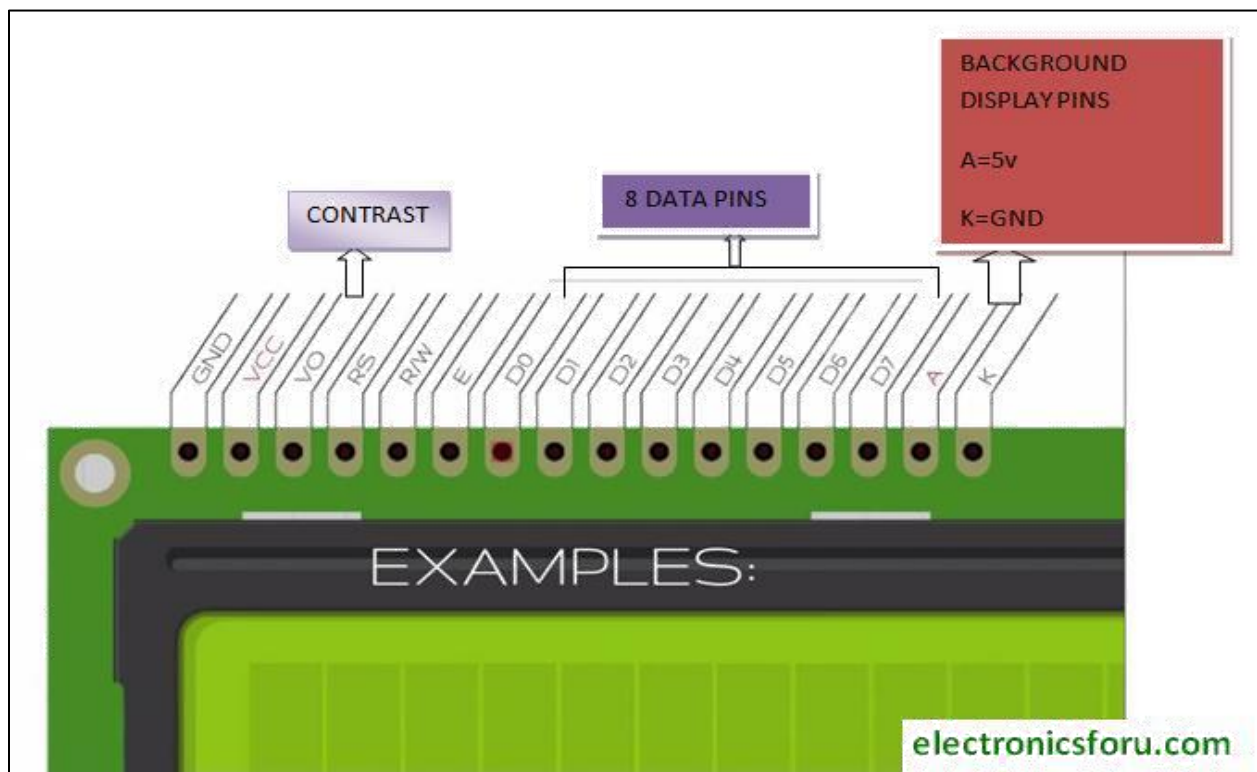 BACKGROUND
DISPLAY PINS
A=5v
K=GND
8 DATA PINS
CONTRAST
GND
VCC
VO
RS
R/W
E
D0
D1
D2
D3
D4
D5
D6
D7
A
K
EXAMPLES:
electronicsforu.com